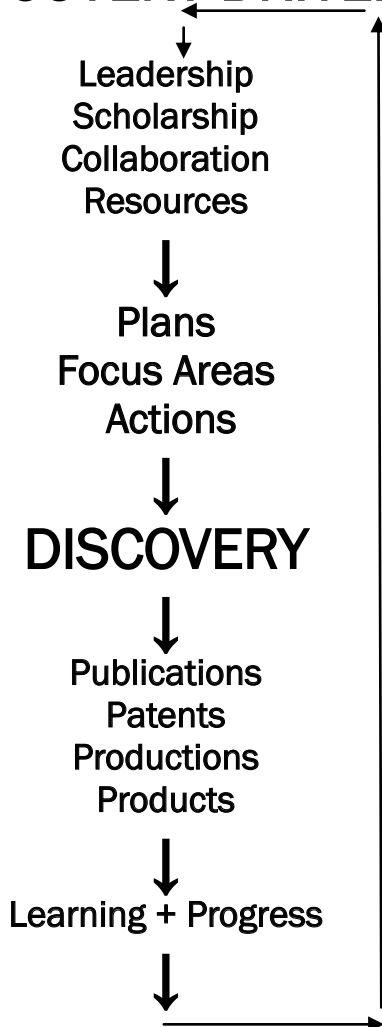 Leadership
Scholarship
Collaboration
Resources
Plans
Focus Areas
Actions
DISCOVERY
Publications
Patents
Productions
Products
Learning + Progress